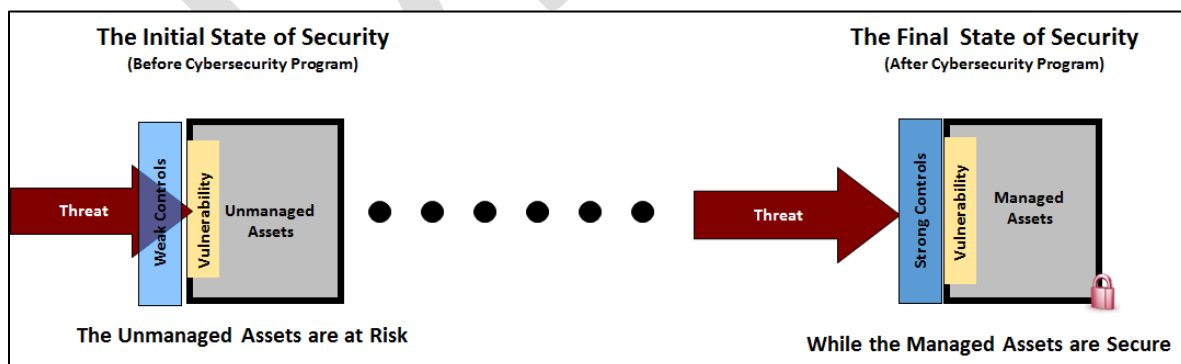 The Initial State of Security
(Before Cybersecurity Program)
Threat
Weak Controls
Vulnerability
Unmanaged
Assets
The Unmanaged Assets are at Risk
The Final State of Security
(After Cybersecurity Program)
Threat
Strong Controls
Vulnerability
Managed
Assets
While the Managed Assets are Secure